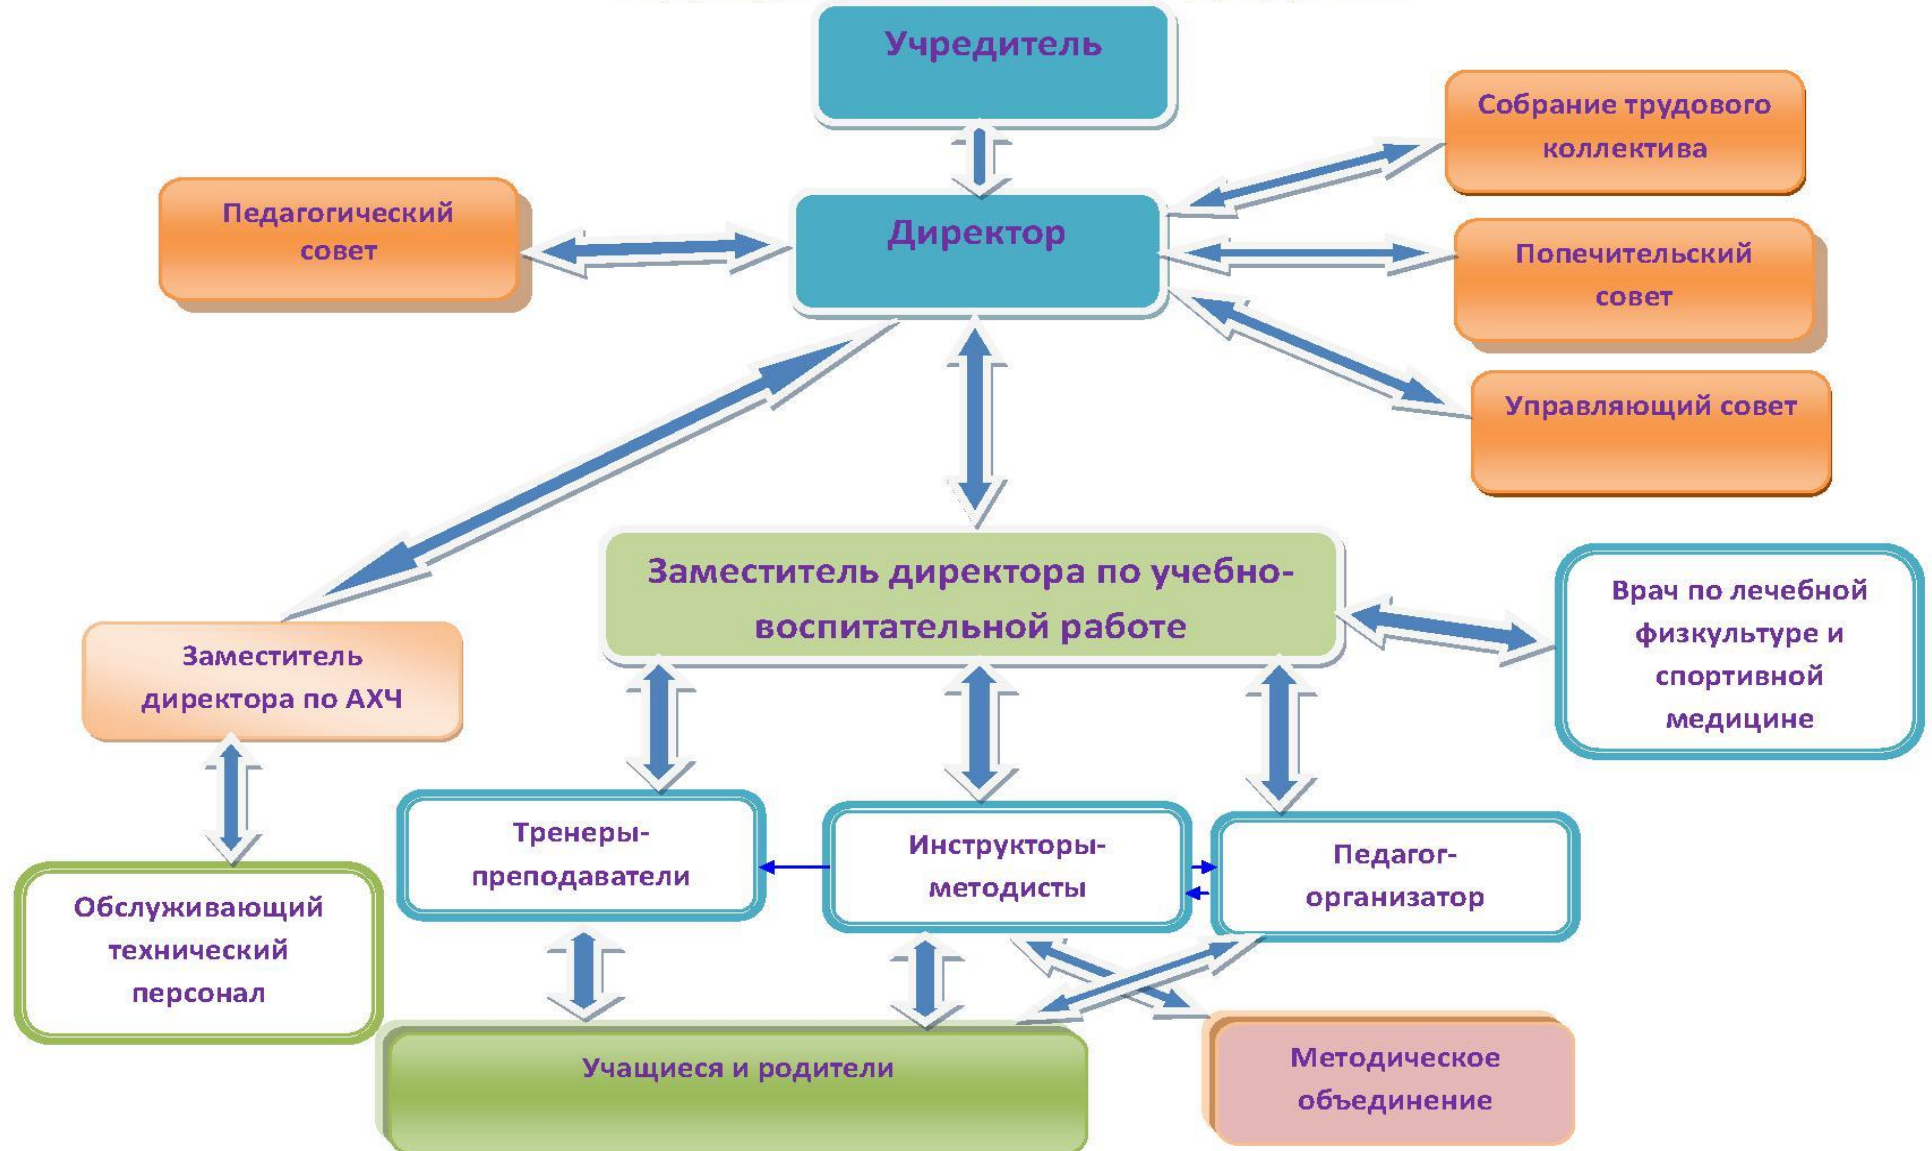 Учредитель
Собрание трудового
коллектива
Педагогический
совет
Директор
Попечительский
совет
Управляющий совет
Заместитель директора по учебно-
воспитательной работе
Врач по лечебной
физкультуре и
спортивной
медицине
Заместитель
директора по АХЧ
Тренеры-
преподаватели
Инструкторы-
методисты
Педагог-
организатор
Обслуживающий
технический
персонал
Учащиеся и родители
Методическое
объединение